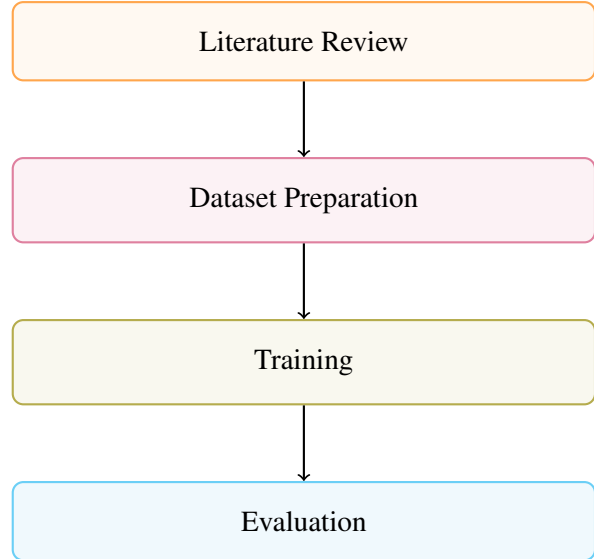 Literature Review
Dataset Preparation
Training
Evaluation